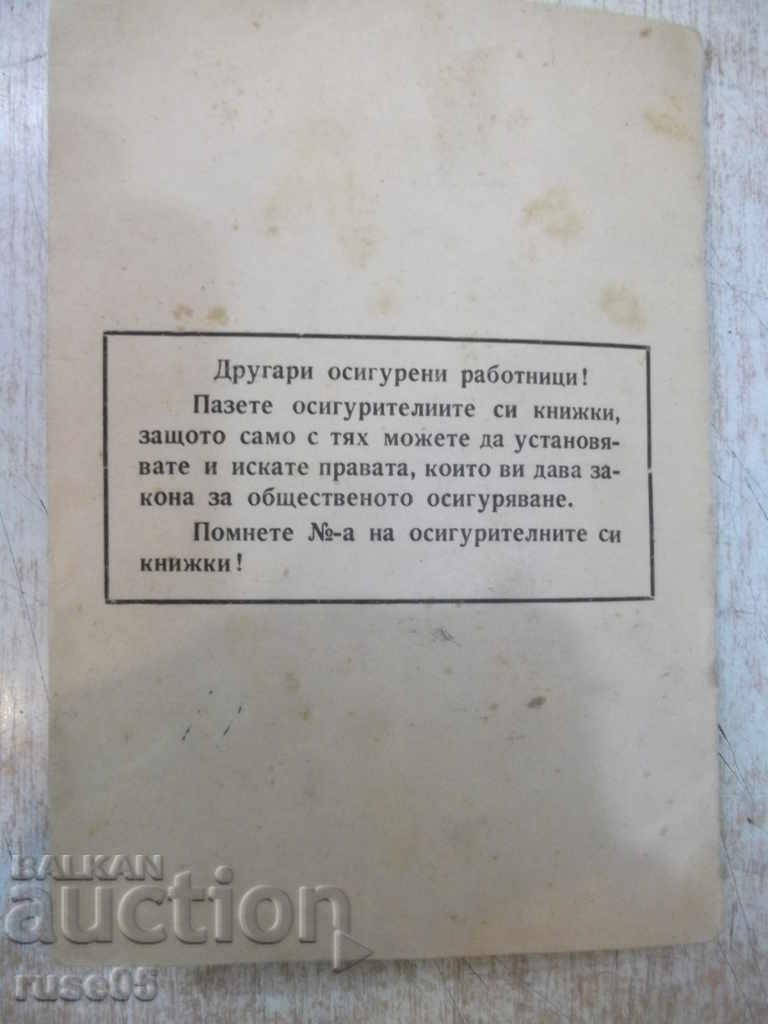 Другари осигурени работници!
Пазете осигурителиите си книжки,
защото само с тях можете да установя-
вате и искате правата, които ви дава за-
кона за общественото осигуряване.
Помнете №-а на осигурителните си
книжки!
BALKAN
auction
ruse05